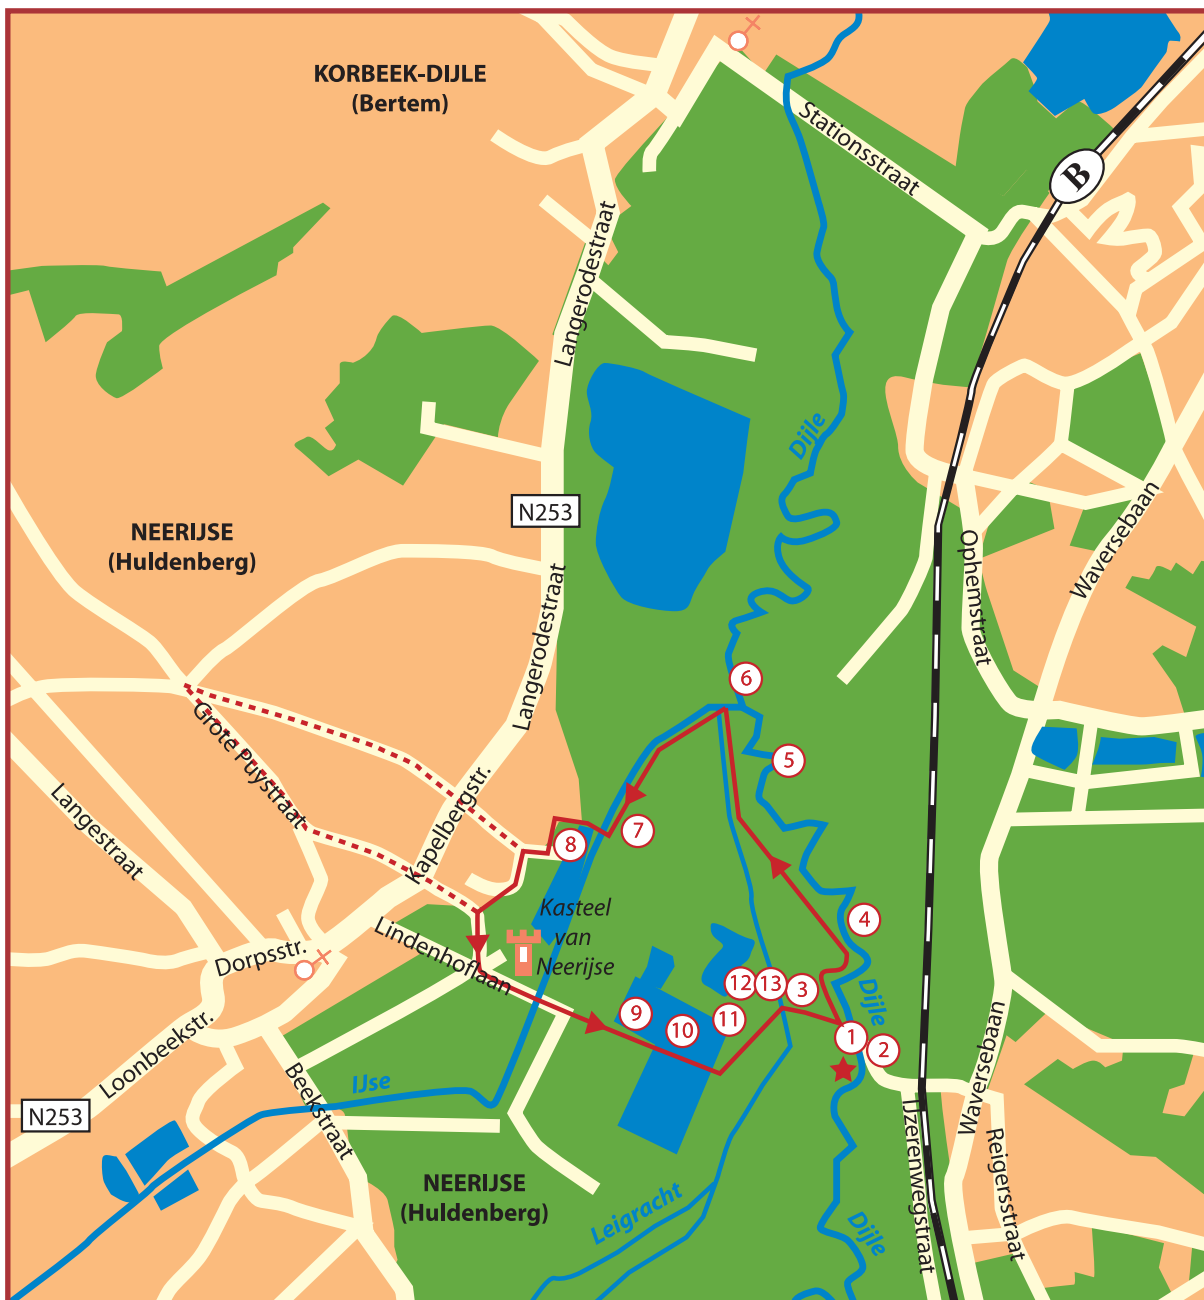 KORBEEK-DIJLE
(Bertem)
Stationsstraat
B
Langerodestraat
Dijle
N253
NEERIJSE
(Huldenberg)
Waversebaan
Ophemstraat
Langerodestraat
6
Grote Puystraat
5
Kapelbergstr.
Langestraat
7
8
Kasteel
van
Neerijse
4
Lindenhoflaan
Dorpsstr.
12
13
3
Dijle
9
10
11
1
2
Loonbeekstr.
IJse
Beekstraat
N253
Waversebaan
IJzerenwegstraat
Reigersstraat
NEERIJSE
(Huldenberg)
Leigracht
Dijle